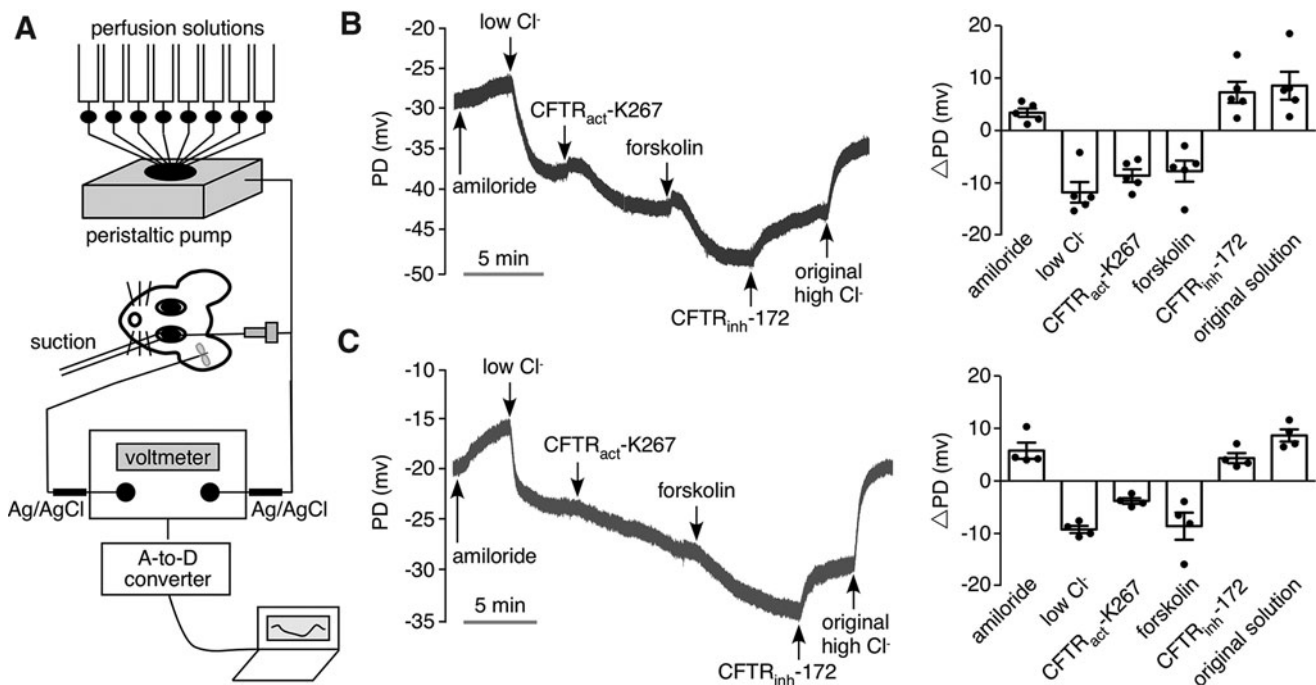 A
perfusion solutions
peristaltic pump
suction
voltmeter
Ag/AgCl
Ag/AgCl
A-to-D
converter
B
-20
-25
-30
-35
-40
-45
-50
PD (mv)
low Cl-
CFTRact-K267
forskolin
amiloride
5 min
CFTRinh-172
original
high Cl-
20
10
0
-10
-20
△PD (mv)
amiloride
low Cl-
CFTRact-K267
forskolin
CFTRinh-172
original solution
C
-10
-15
-20
-25
-30
-35
PD (mv)
low Cl-
CFTRact-K267
forskolin
amiloride
5 min
CFTRinh-172
original
high Cl-
20
10
0
-10
-20
△PD (mv)
amiloride
low Cl-
CFTRact-K267
forskolin
CFTRinh-172
original solution